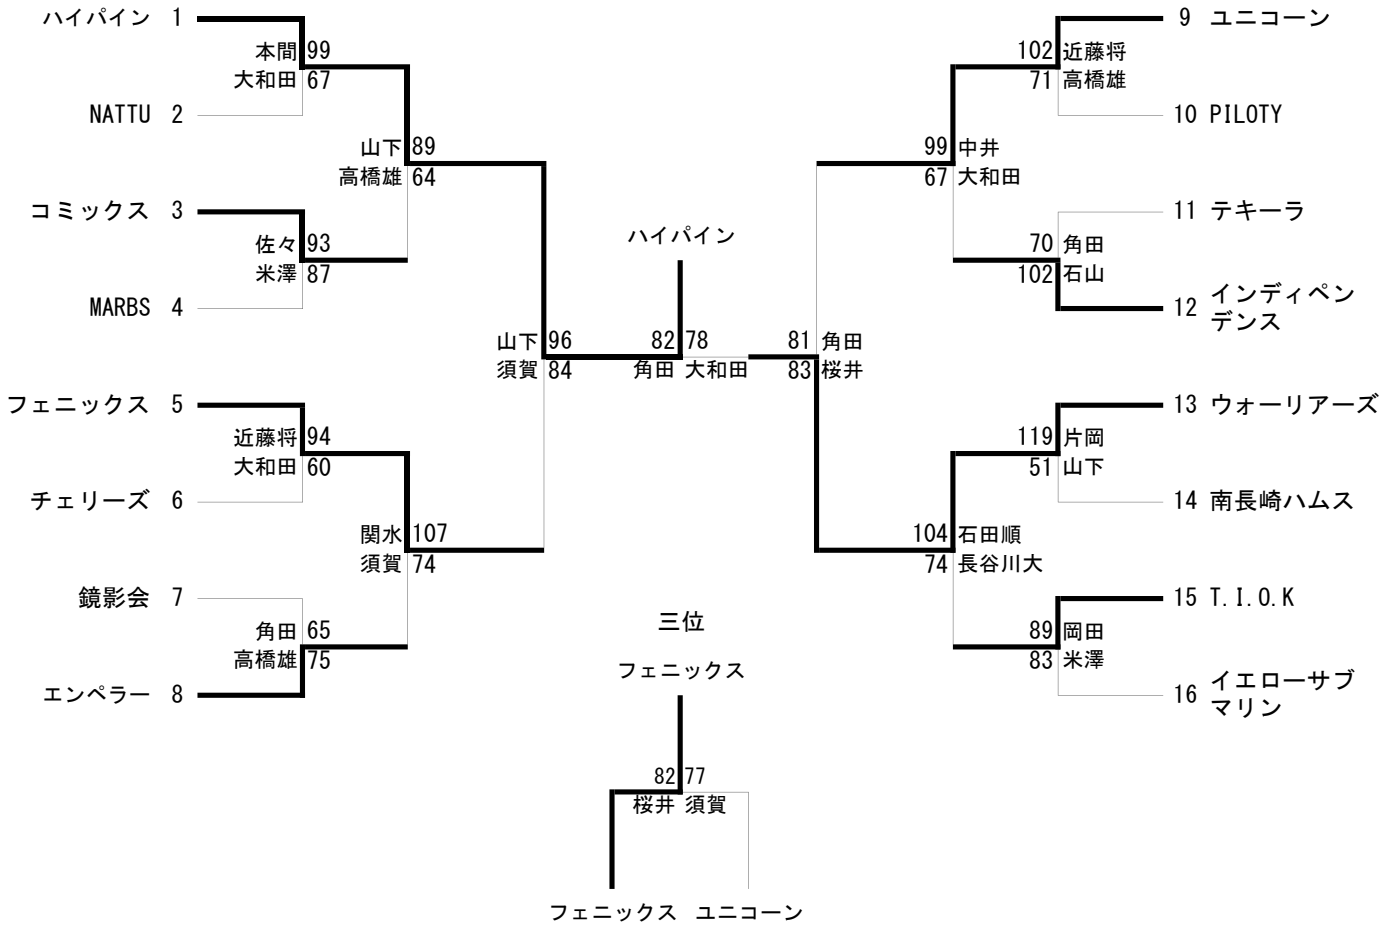 ハイパイン 1
本間 99
大和田 67
NATTU 2
山下 89
高橋雄 64
コミックス 3
佐々 93
米澤 87
MARBS 4
山下 96
須賀 84
フェニックス 5
近藤将 94
大和田 60
チェリーズ 6
関水 107
須賀 74
鏡影会 7
角田 65
高橋雄 75
エンペラー 8
ハイパイン
82 78
角田 大和田
9 ユニコーン
102 近藤将
71 高橋雄
10 PILOTY
99 中井
67 大和田
11 テキーラ
70 角田
102 石山
12 インディペン
デンス
81 角田
83 桜井
13 ウォーリアーズ
119 片岡
51 山下
14 南長崎ハムス
104 石田順
74 長谷川大
15 T.I.O.K
89 岡田
83 米澤
16 イエローサブ
マリン
三位
フェニックス
82 77
桜井 須賀
フェニックス ユニコーン